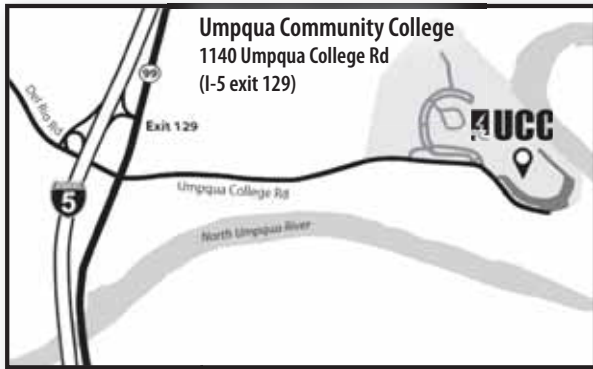 Umpqua Community College
1140 Umpqua College Rd
(I-5 exit 129)
99
Del Rio Rd
Exit 129
UCC
5
Umpqua College Rd
North Umpqua River